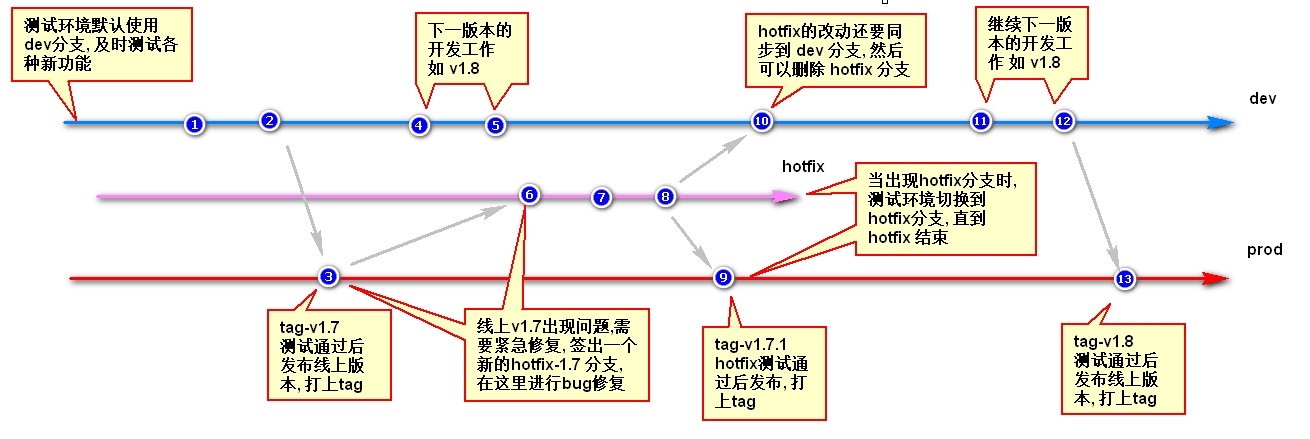 测试环境默认使用
dev分支, 及时测试各
种新功能
下一版本的
开发工作
如 v1.8
hotfix的改动还要同
步到 dev 分支, 然后
可以删除 hotfix 分支
继续下一版
本的开发工
作 如 v1.8
dev
1
2
4
5
10
11
12
hotfix
6
7
8
当出现hotfix分支时,
测试环境切换到
hotfix分支, 直到
hotfix 结束
prod
3
9
13
tag-v1.7
测试通过后
发布线上版
本, 打上tag
线上v1.7出现问题,需
要紧急修复, 签出一个
新的hotfix-1.7 分支,
在这里进行bug修复
tag-v1.7.1
hotfix测试通
过后发布, 打
上tag
tag-v1.8
测试通过后
发布线上版
本, 打上tag